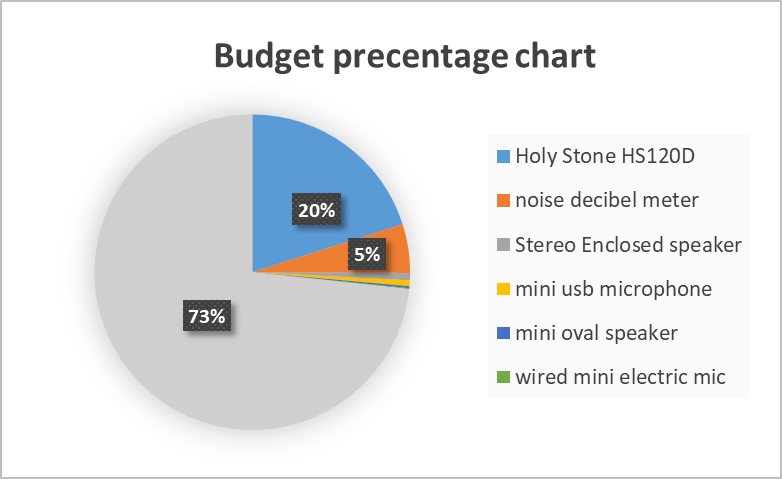 Budget precentage chart
20%
5%
73%
Holy Stone HS120D
noise decibel meter
Stereo Enclosed speaker
mini usb microphone
mini oval speaker
wired mini electric mic